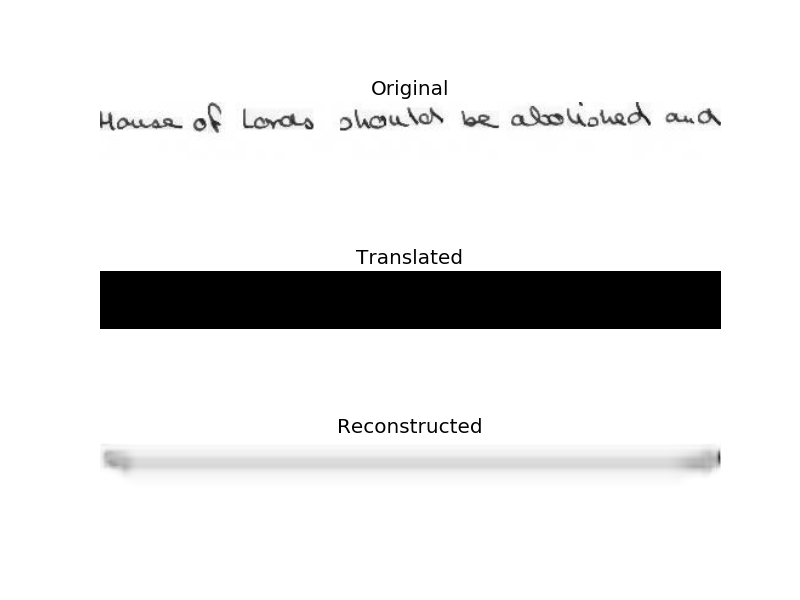 Original
House of Lords should be abolished and
Translated
Reconstructed